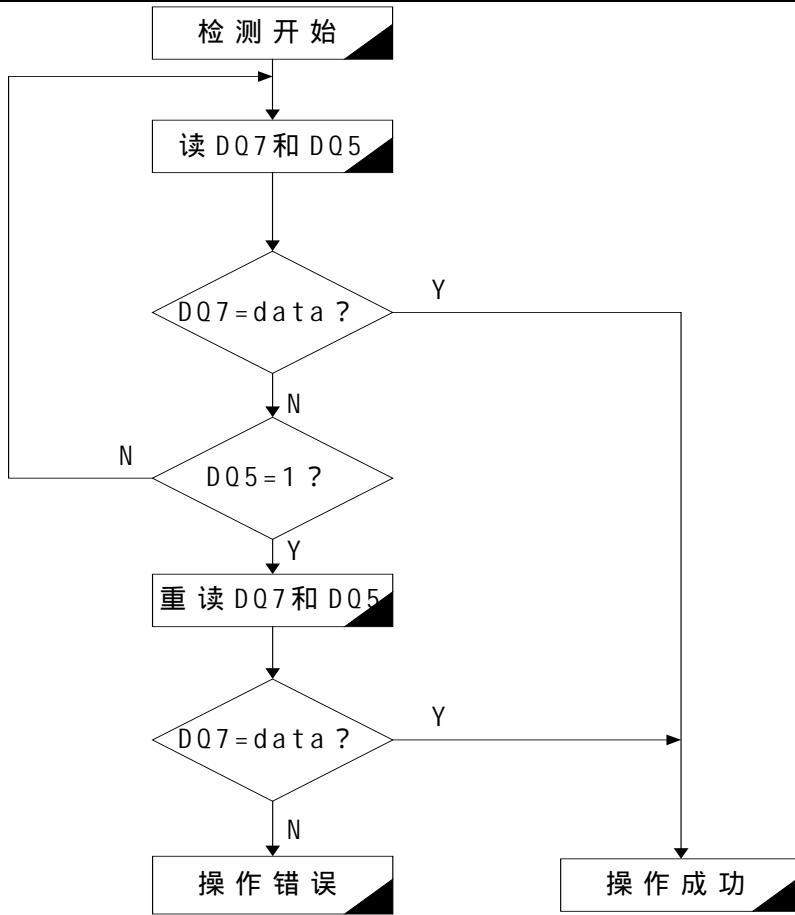 检测开始
读DQ7和DQ5
DQ7=data?
Y
N
DQ5=1?
N
Y
重读DQ7和DQ5
DQ7=data?
Y
N
操作错误
操作成功